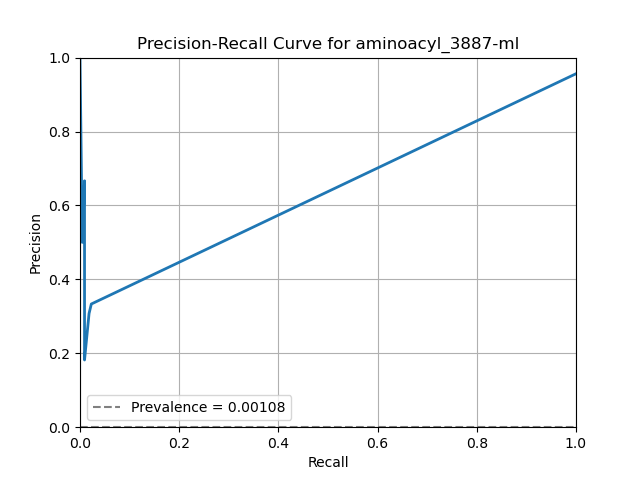 Precision-Recall Curve for aminoacyl_3887-ml
1.0
0.8
0.6
0.4
0.2
0.0
Precision
Prevalence = 0.00108
0.0 0.2 0.4 0.6 0.8 1.0
Recall